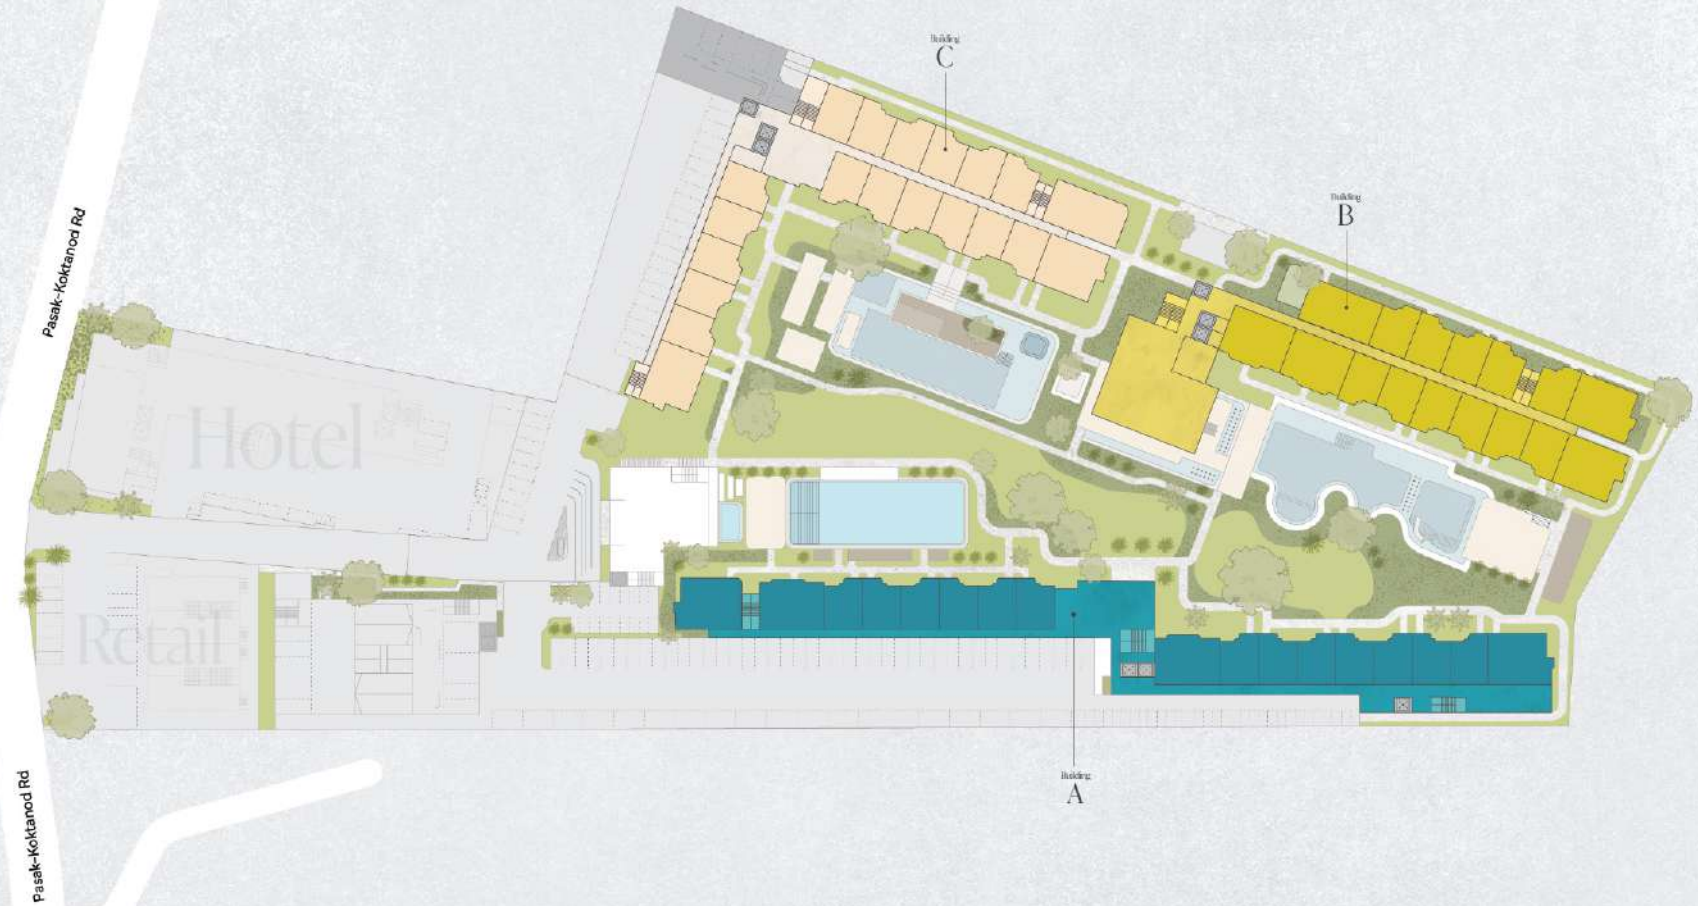 Building
C
Building
B
Pasak-Koktanod Rd
Hotel
Retail
Pasak-Koktanod Rd
Building
A